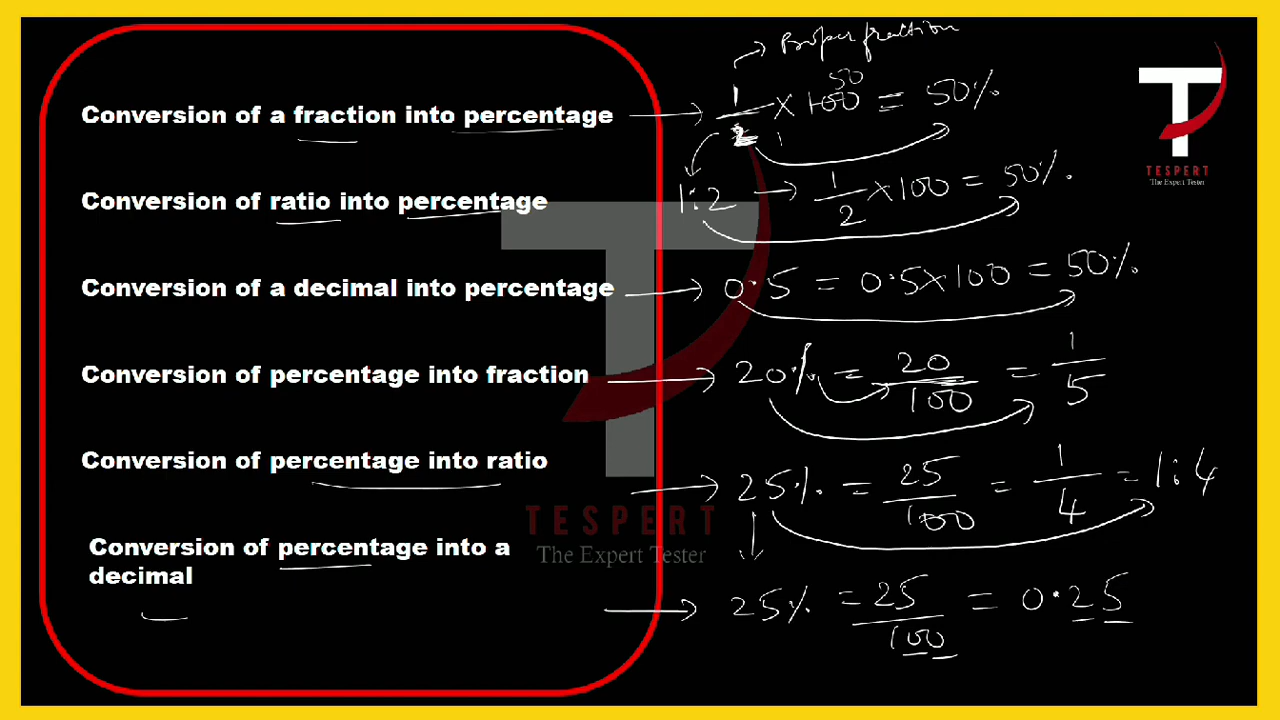 Proper fraction
Conversion of a fraction into percentage → 1/2 × 100 50 1 = 50%
Conversion of ratio into percentage 1:2 → 1/2 × 100 = 50%
Conversion of a decimal into percentage → 0.5 = 0.5×100 = 50%
Conversion of percentage into fraction → 20% = 20/100 = 1/5
Conversion of percentage into ratio → 25% = 25/100 = 1/4 = 1:4
Conversion of percentage into a
decimal → 25% = 25/100 = 0.25
TESPERT
The Expert Tester
TESPERT
The Expert Tester